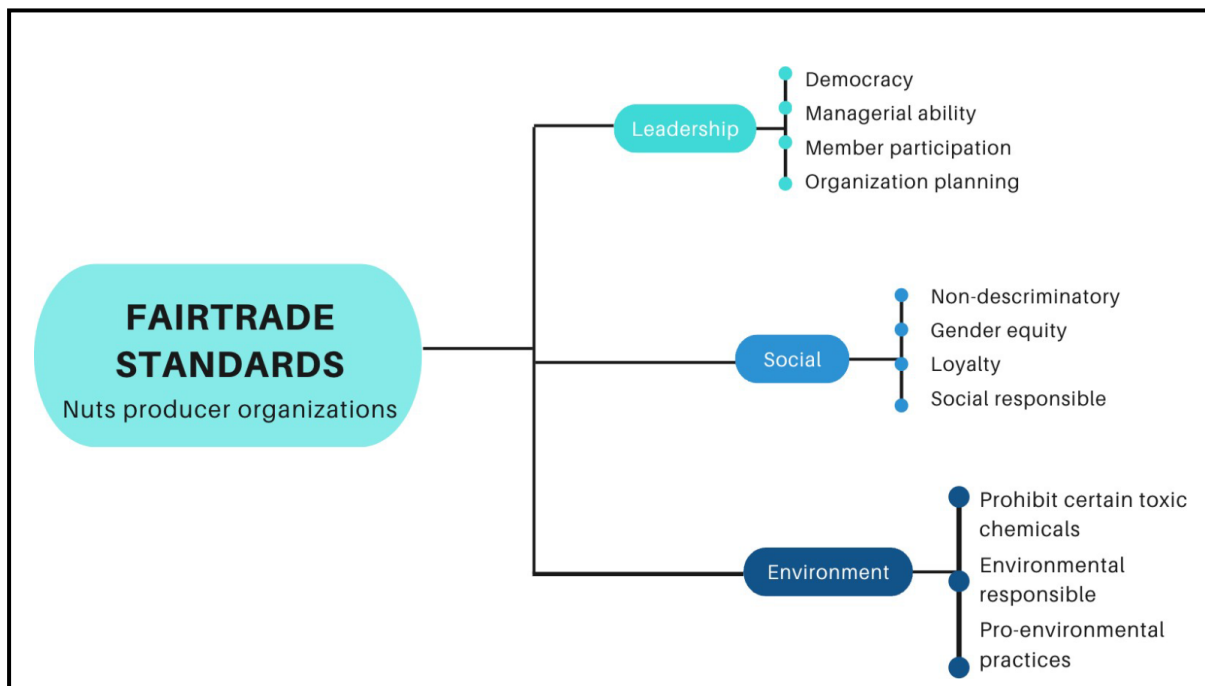 FAIRTRADE
STANDARDS
Nuts producer organizations
Leadership
Democracy
Managerial ability
Member participation
Organization planning
Social
Non-descriminatory
Gender equity
Loyalty
Social responsible
Environment
Prohibit certain toxic
chemicals
Environmental
responsible
Pro-environmental
practices